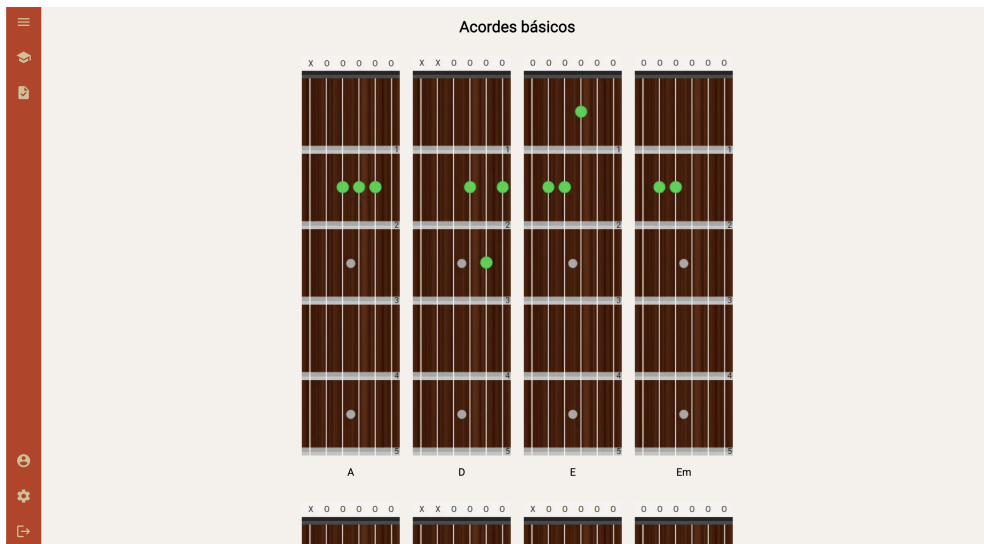 Acordes básicos
X O O O O O X X O O O O O O O O O O O O O O O O
1 1 1 1
2 2 2 2
3 3 3 3
4 4 4 4
5 5 5 5
A D E Em
X O O O O O X X O O O O X O O O O O O O O O O O